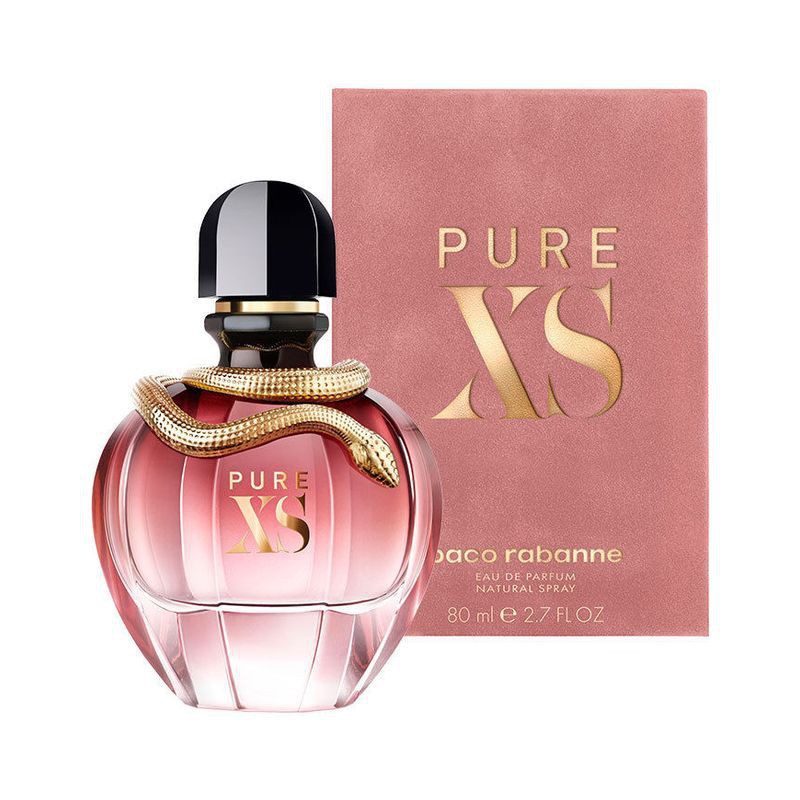 PURE
XS
PURE
XS
paco rabanne
EAU DE PARFUM
NATURAL SPRAY
80 ml ℮ 2.7 FL OZ